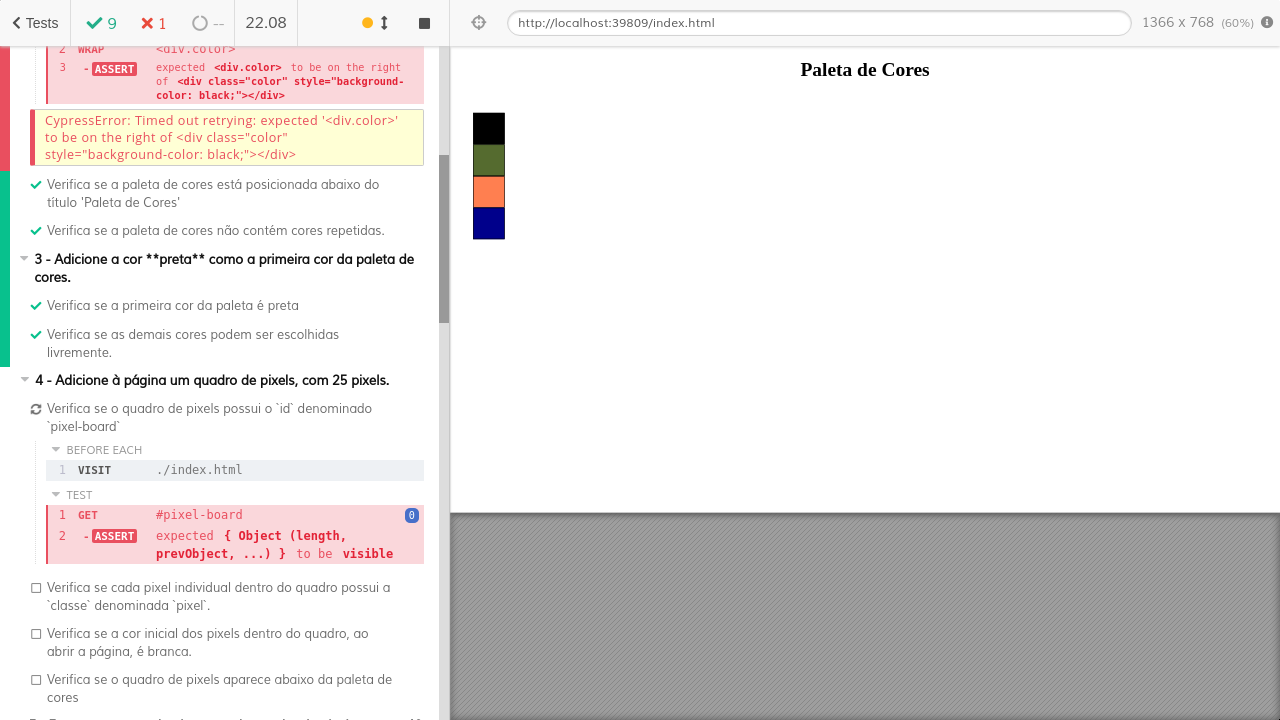 Tests 9 1 -- 22.08
http://localhost:39809/index.html 1366 x 768 (60%)
2 WRAP <div.color>
3 -ASSERT expected <div.color> to be on the right
of <div class="color" style="background-
color: black;"></div>
CypressError: Timed out retrying: expected '<div.color>'
to be on the right of <div class="color"
style="background-color: black;"></div>
Verifica se a paleta de cores está posicionada abaixo do
título 'Paleta de Cores'
Verifica se a paleta de cores não contém cores repetidas.
3 - Adicione a cor **preta** como a primeira cor da paleta de
cores.
Verifica se a primeira cor da paleta é preta
Verifica se as demais cores podem ser escolhidas
livremente.
4 - Adicione à página um quadro de pixels, com 25 pixels.
Verifica se o quadro de pixels possui o `id` denominado
`pixel-board`
BEFORE EACH
1 VISIT ./index.html
TEST
1 GET #pixel-board 0
2 -ASSERT expected { Object (length,
prevObject, ...) } to be visible
Verifica se cada pixel individual dentro do quadro possui a
`classe` denominada `pixel`.
Verifica se a cor inicial dos pixels dentro do quadro, ao
abrir a página, é branca.
Verifica se o quadro de pixels aparece abaixo da paleta de
cores
Paleta de Cores